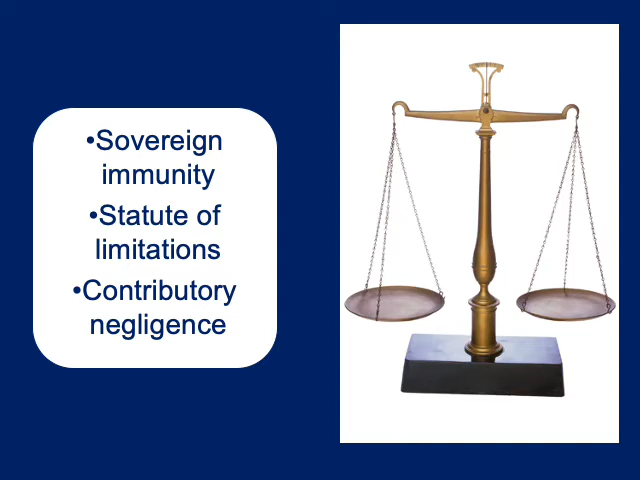 •Sovereign
immunity
•Statute of
limitations
•Contributory
negligence